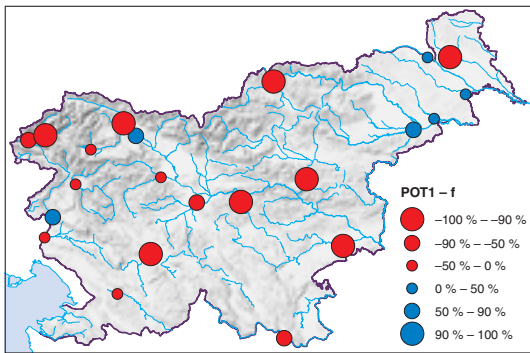 POT1 – f
–100 % – –90 %
–90 % – –50 %
–50 % – 0 %
0 % – 50 %
50 % – 90 %
90 % – 100 %